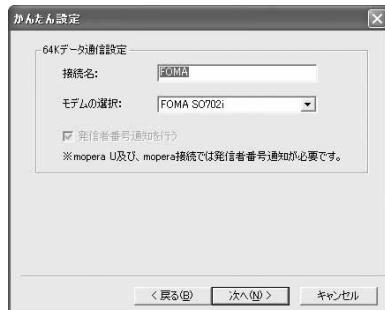 かんたん設定
64Kデータ通信設定
接続名: FOMA
モデムの選択: FOMA SO702i
発信者番号通知を行う
※mopera U及び、mopera接続では発信者番号通知が必要です。
< 戻る(B) 次へ(N) > キャンセル